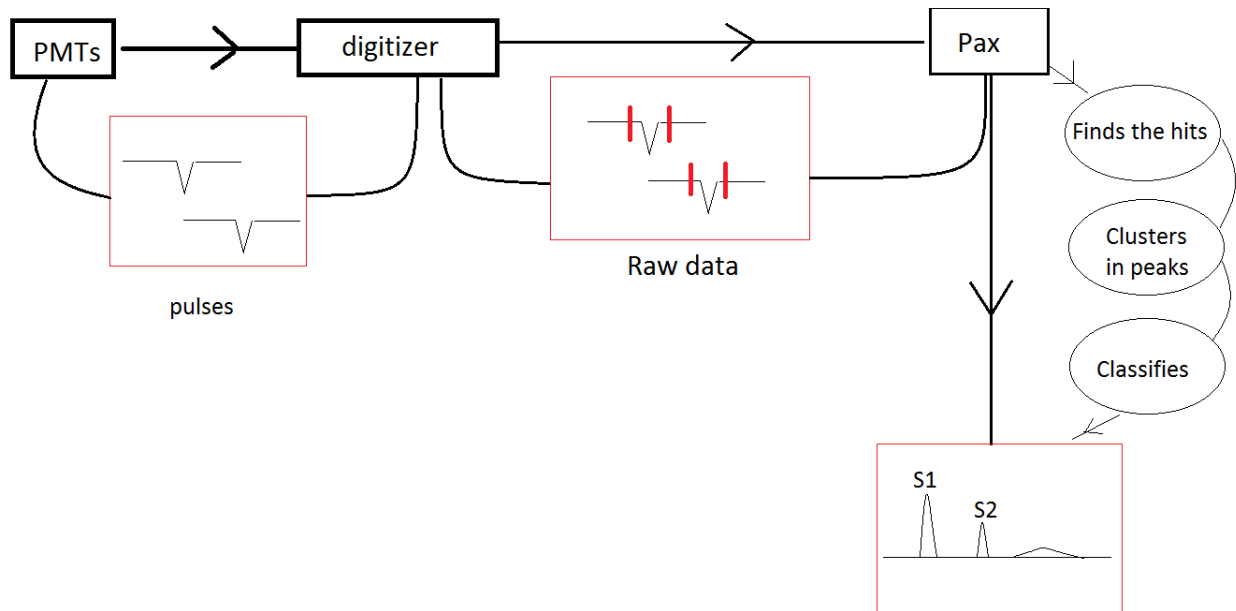 PMTs
digitizer
Pax
Finds the hits
Clusters
in peaks
Classifies
Raw data
pulses
S1
S2